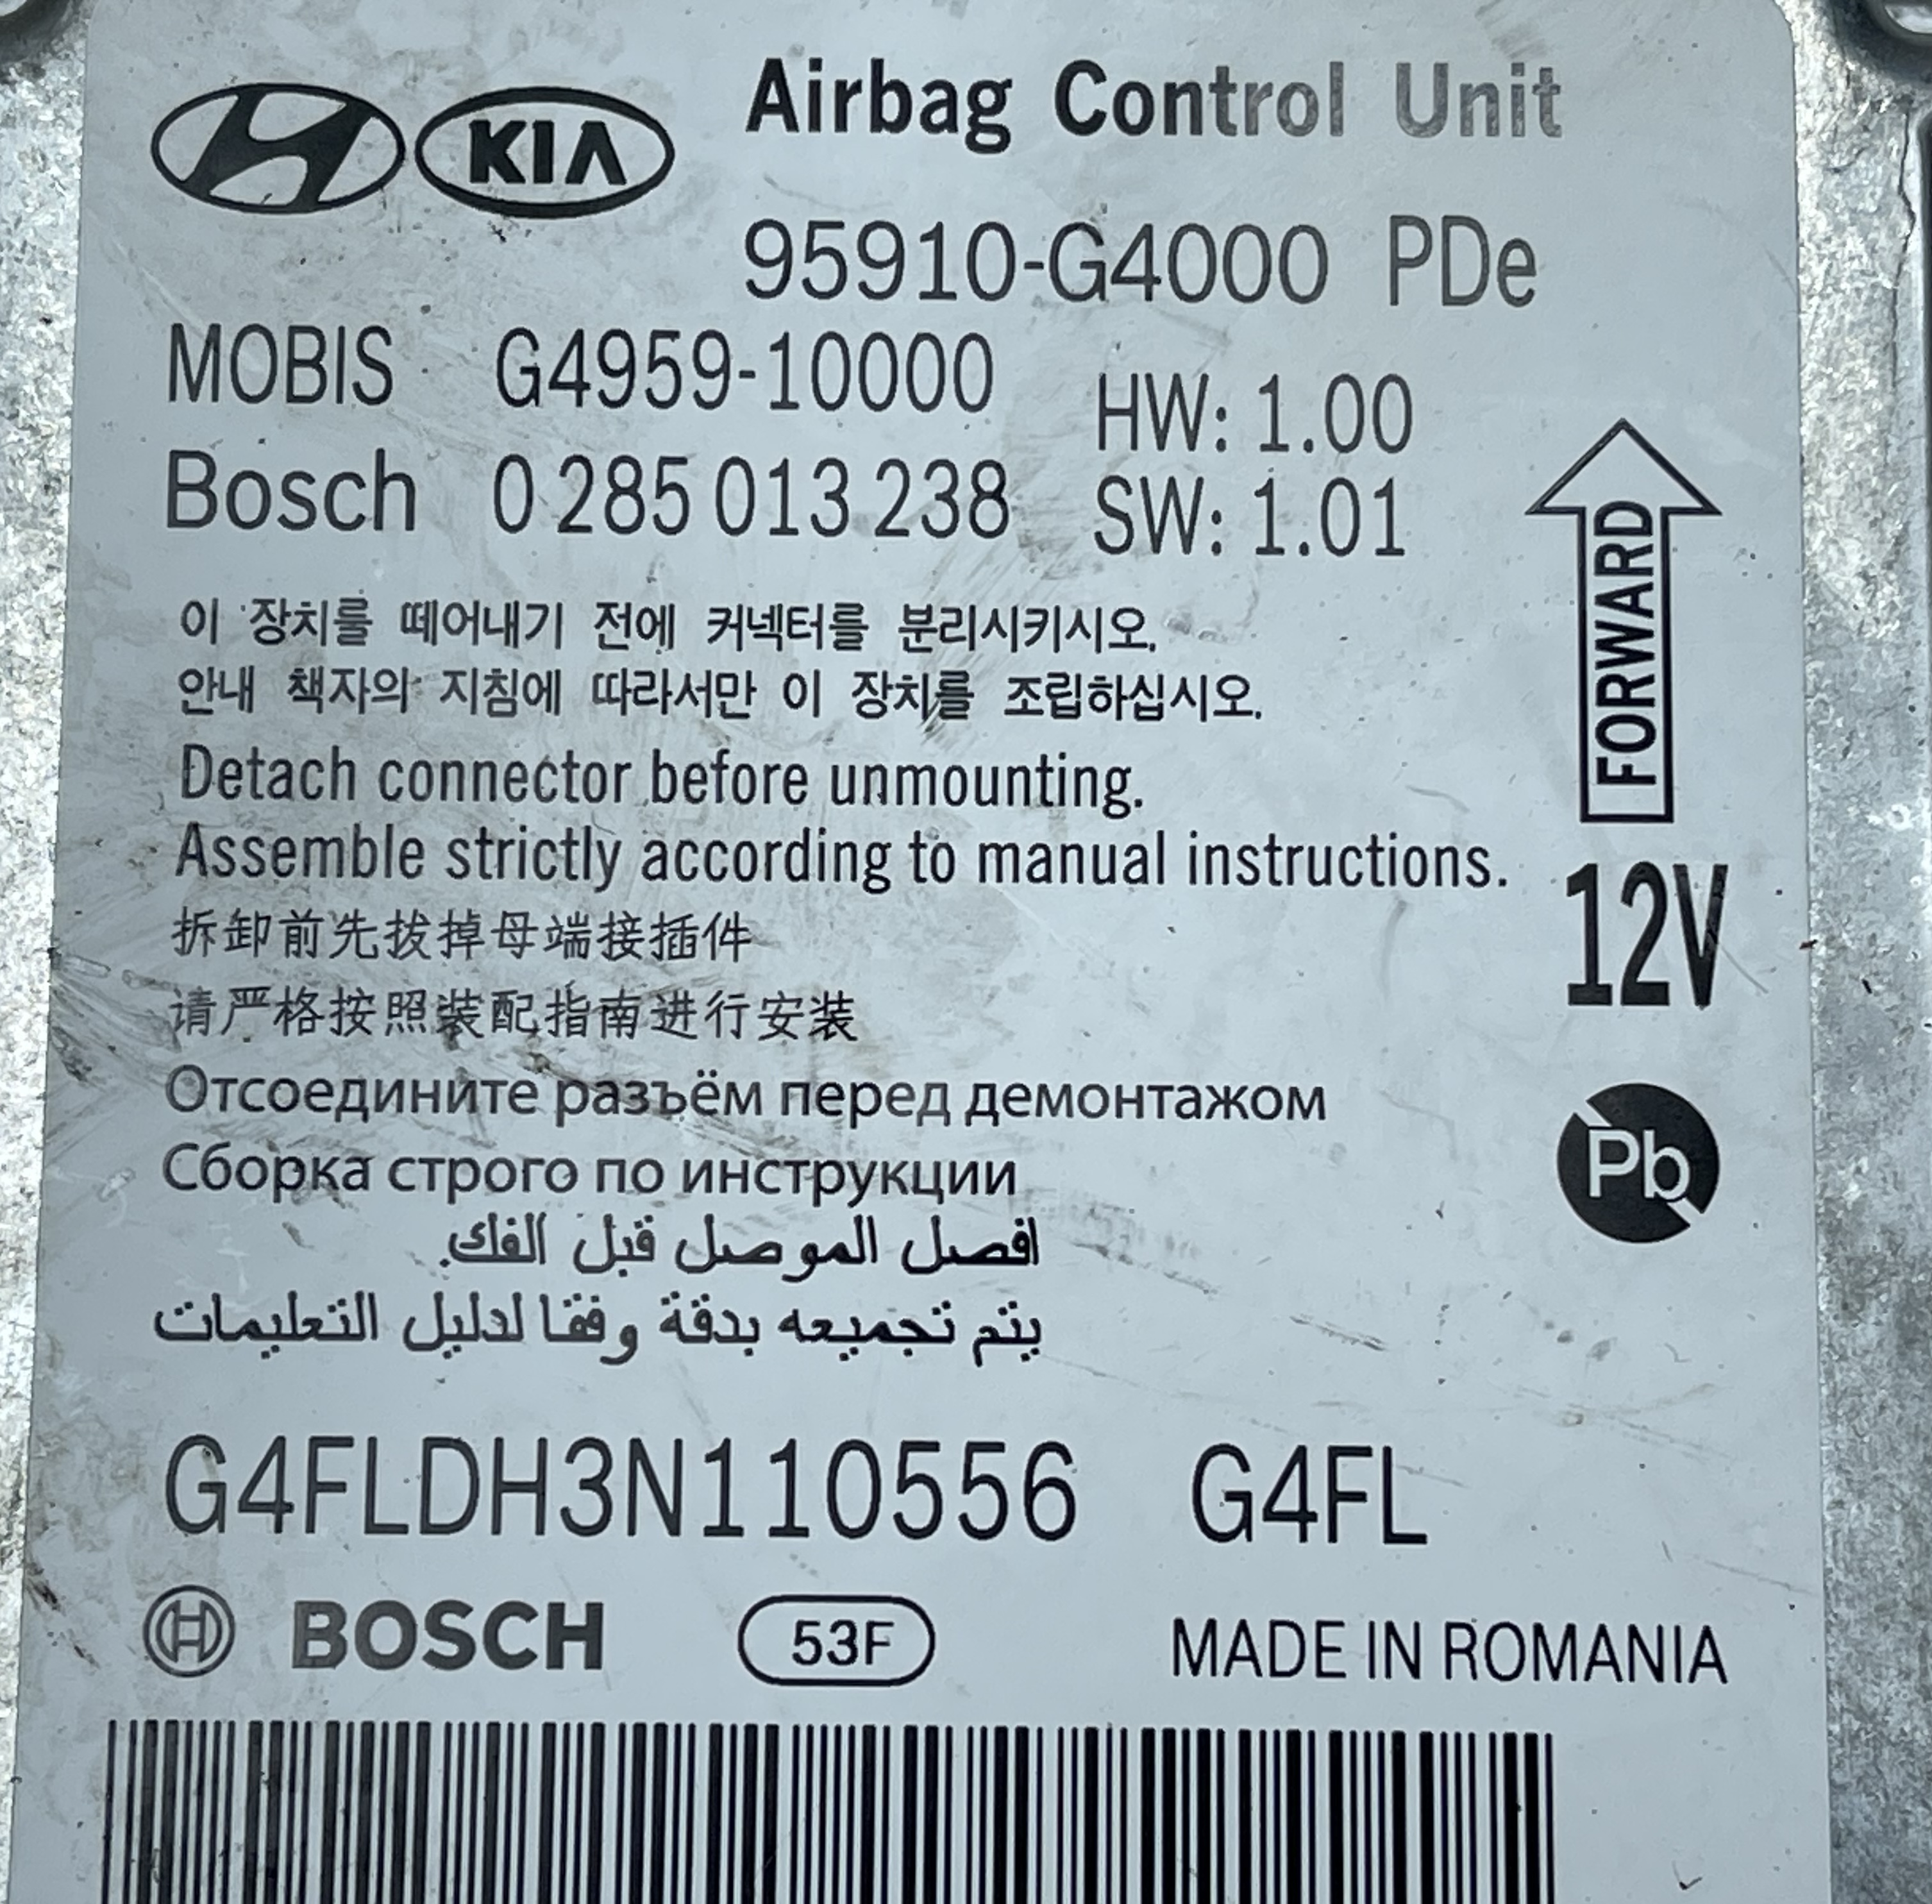 KIA Airbag Control Unit
95910-G4000 PDe
MOBIS G4959-10000
HW: 1.00
Bosch 0 285 013 238
SW: 1.01
이 장치를 떼어내기 전에 커넥터를 분리시키시오.
안내 책자의 지침에 따라서만 이 장치를 조립하십시오.
FORWARD
Detach connector before unmounting.
Assemble strictly according to manual instructions.
12V
拆卸前先拔掉母端接插件
请严格按照装配指南进行安装
Отсоедините разъём перед демонтажом
Сборка строго по инструкции
Pb
افصل الموصل قبل الفك.
يتم تجميعه بدقة وفقا لدليل التعليمات
G4FLDH3N110556 G4FL
BOSCH 53F MADE IN ROMANIA